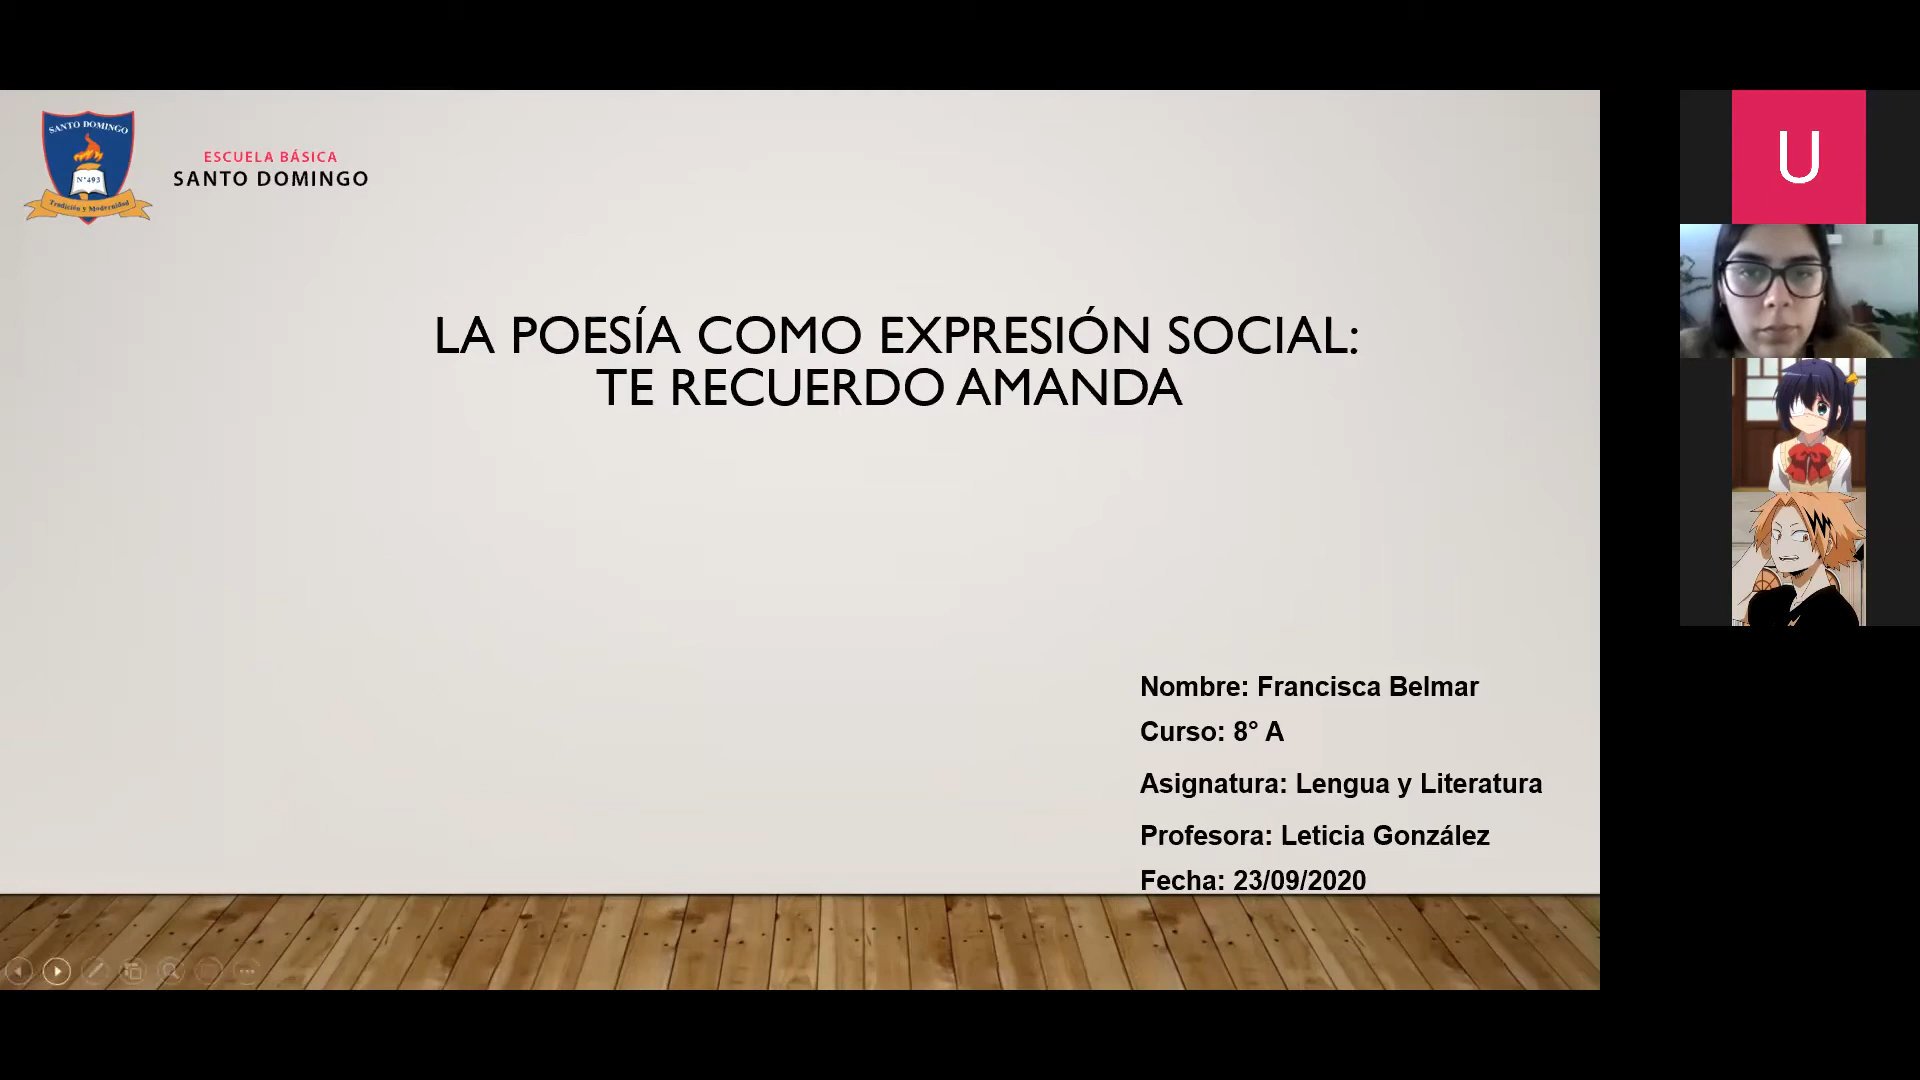 SANTO DOMINGO
N°493
Tradición y Modernidad
ESCUELA BÁSICA
SANTO DOMINGO
LA POESÍA COMO EXPRESIÓN SOCIAL:
TE RECUERDO AMANDA
Nombre: Francisca Belmar
Curso: 8° A
Asignatura: Lengua y Literatura
Profesora: Leticia González
Fecha: 23/09/2020
U